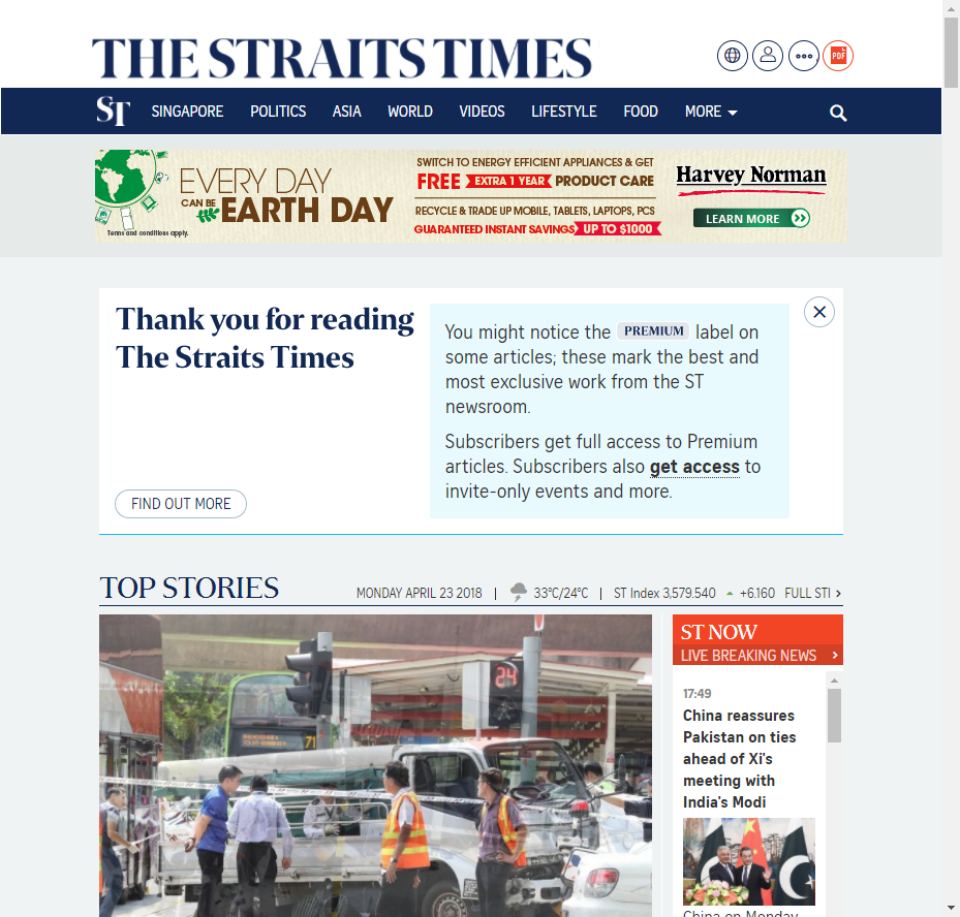 THE STRAITS TIMES
PDF
ST SINGAPORE POLITICS ASIA WORLD VIDEOS LIFESTYLE FOOD MORE
EVERY DAY
CAN BE EARTH DAY
Terms and conditions apply.
SWITCH TO ENERGY EFFICIENT APPLIANCES & GET
FREE EXTRA 1 YEAR PRODUCT CARE
RECYCLE & TRADE UP MOBILE, TABLETS, LAPTOPS, PCS
GUARANTEED INSTANT SAVINGS UP TO $1000
Harvey Norman
LEARN MORE
Thank you for reading
The Straits Times
FIND OUT MORE
You might notice the PREMIUM label on
some articles; these mark the best and
most exclusive work from the ST
newsroom.
Subscribers get full access to Premium
articles. Subscribers also get access to
invite-only events and more.
TOP STORIES
MONDAY APRIL 23 2018 | 33°C/24°C | ST Index 3,579.540 +6.160 FULL STI
24
71
ST NOW
LIVE BREAKING NEWS
17:49
China reassures
Pakistan on ties
ahead of Xi's
meeting with
India's Modi
China on Monday